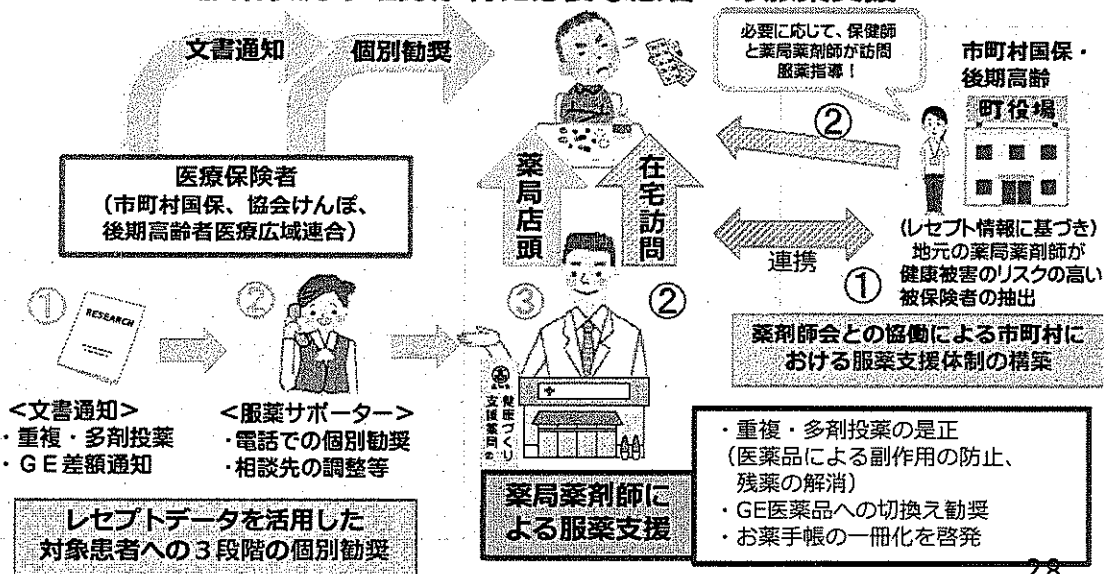 文書通知
個別勧奨
必要に応じて、保健師
と薬局薬剤師が訪問
服薬指導！
市町村国保・
後期高齢
町役場
②
医療保険者
（市町村国保、協会けんぽ、
後期高齢者医療広域連合）
薬局店頭
在宅訪問
連携
①
（レセプト情報に基づき）
地元の薬局薬剤師が
健康被害のリスクの高い
被保険者の抽出
薬剤師会との協働による市町村に
おける服薬支援体制の構築
①
RESEARCH
②
③
②
健康づくり
支援薬局
<文書通知>
・重複・多剤投薬
・ＧＥ差額通知
<服薬サポーター>
・電話での個別勧奨
・相談先の調整等
レセプトデータを活用した
対象患者への３段階の個別勧奨
薬局薬剤師に
よる服薬支援
・重複・多剤投薬の是正
（医薬品による副作用の防止、
残薬の解消）
・GE医薬品への切換え勧奨
・お薬手帳の一冊化を啓発